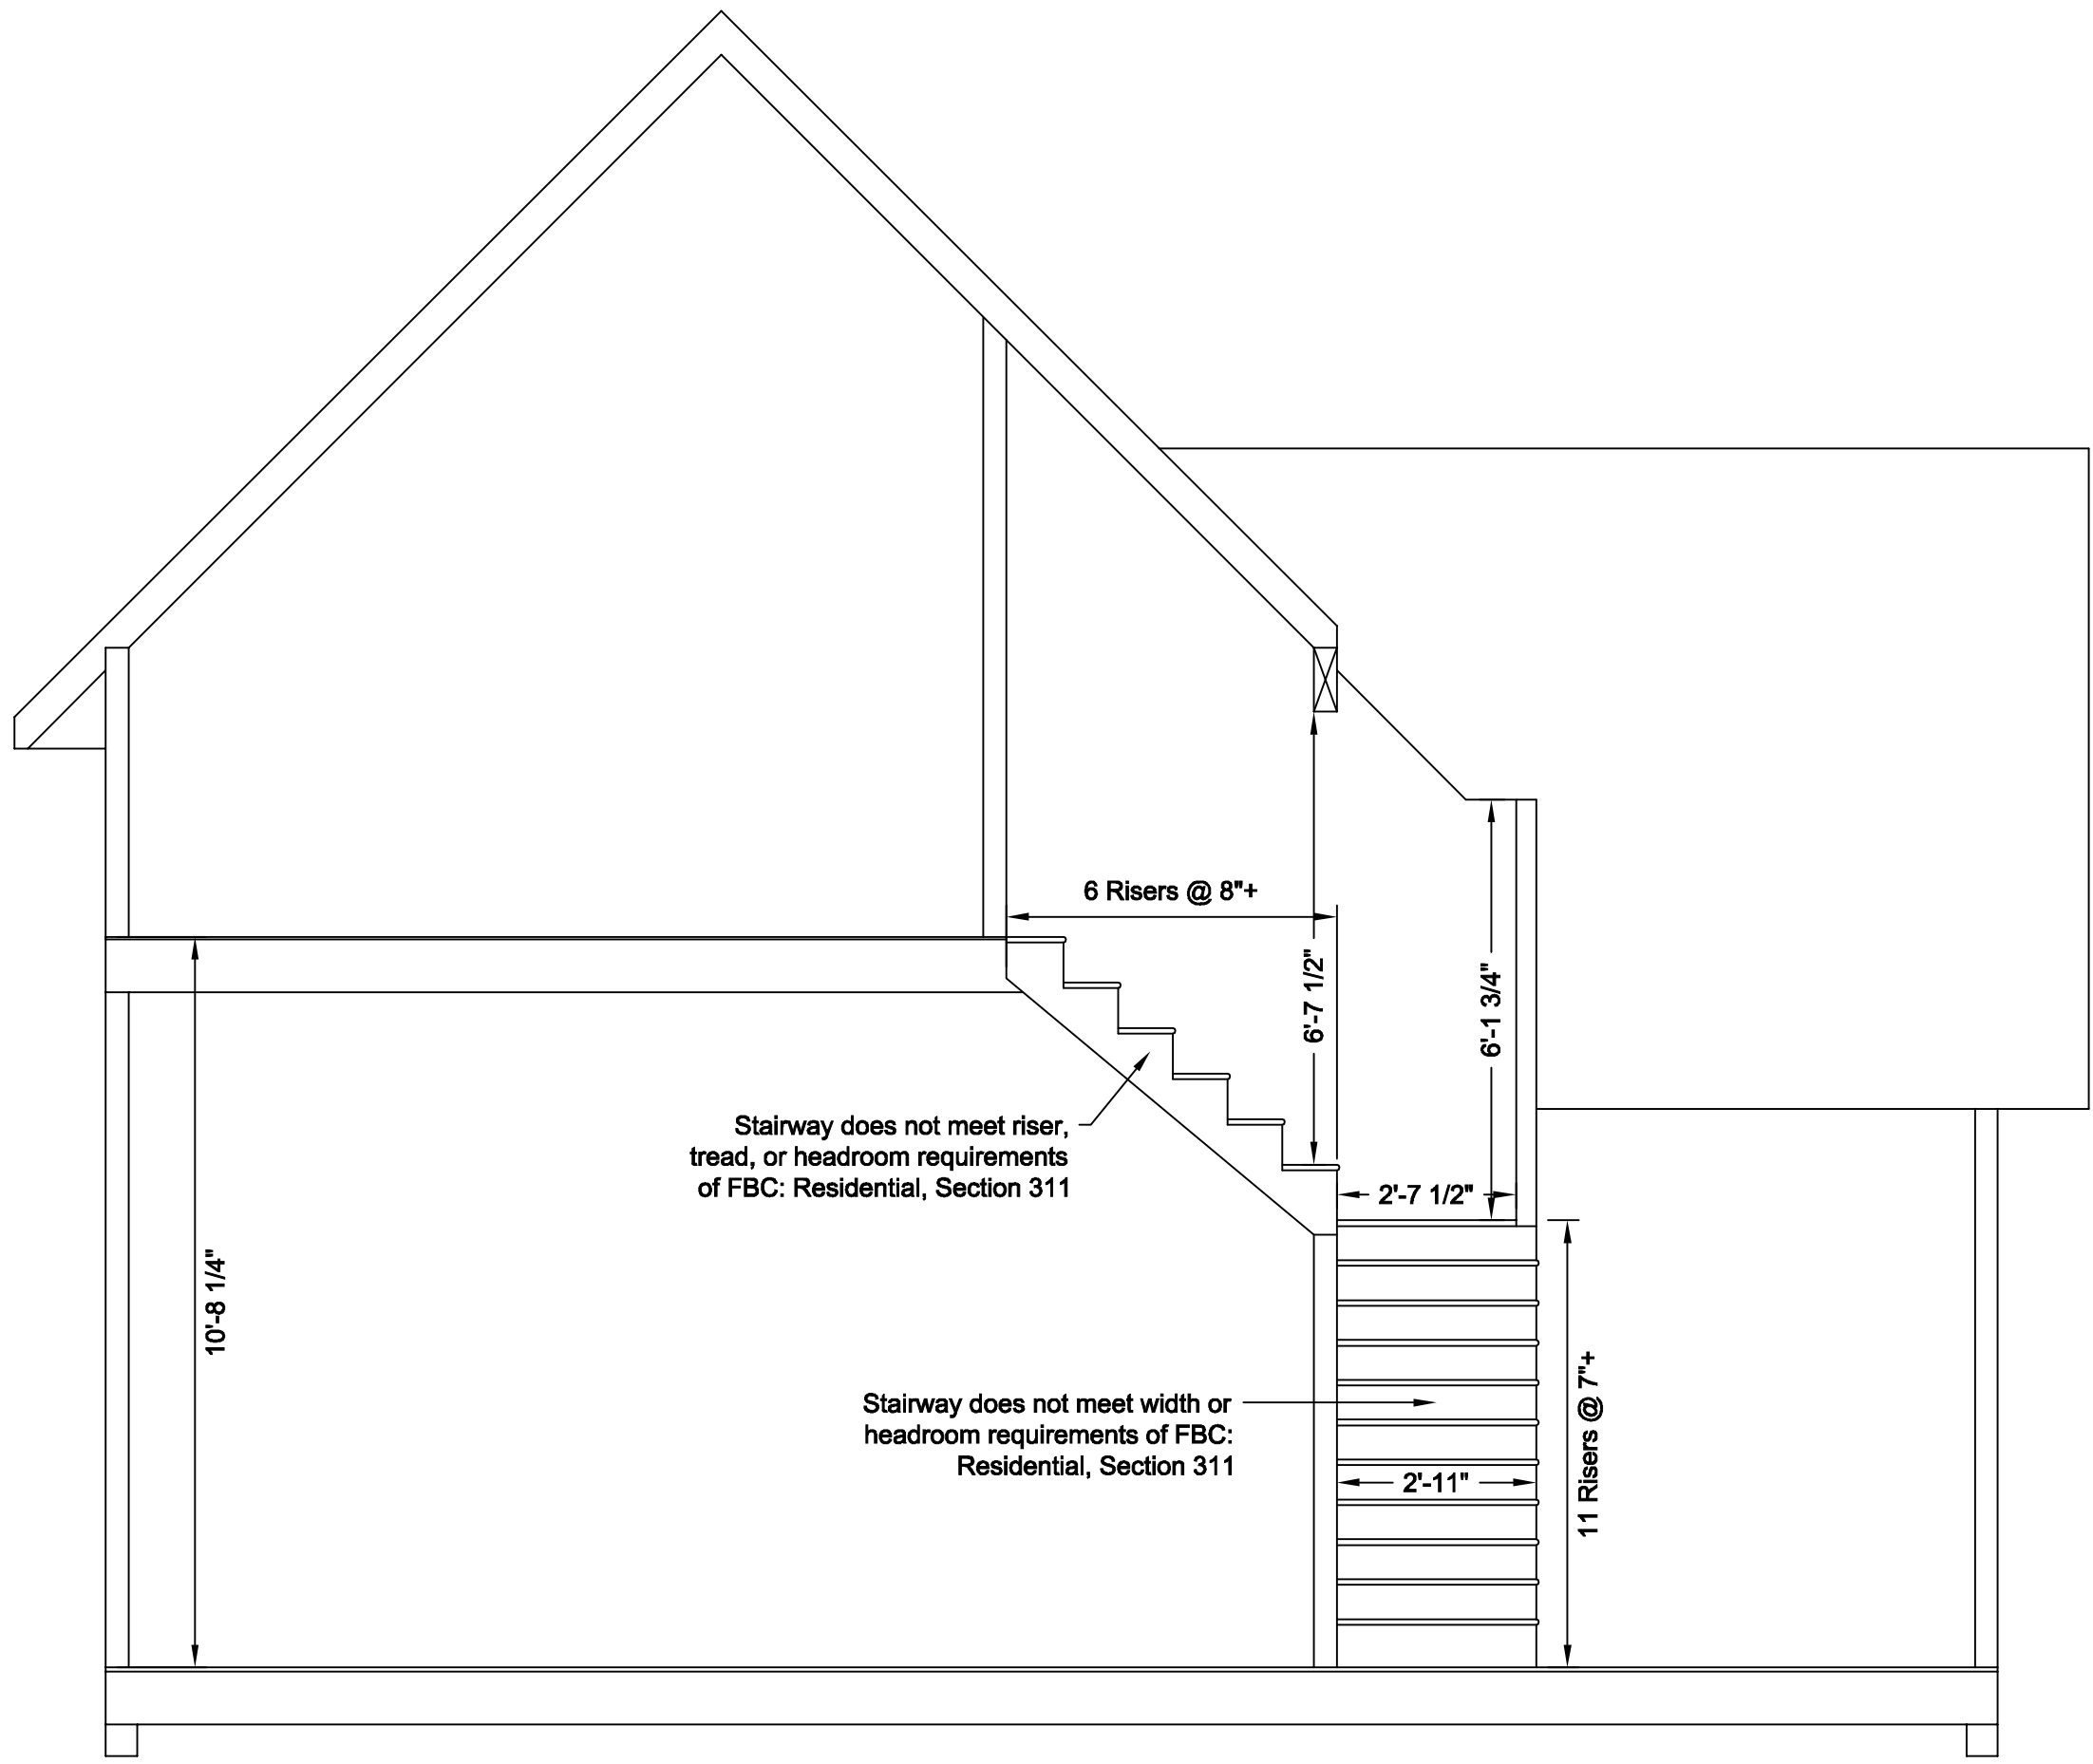 6 Risers @ 8"+
6'-7 1/2"
6'-1 3/4"
Stairway does not meet riser,
tread, or headroom requirements
of FBC: Residential, Section 311
2'-7 1/2"
10'-8 1/4"
Stairway does not meet width or
headroom requirements of FBC:
Residential, Section 311
2'-11"
11 Risers @ 7"+